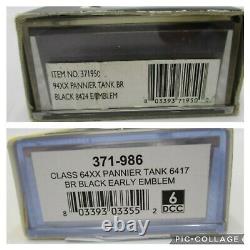 ITEM NO. 371950
94XX PANNIER TANK BR
BLACK 8424 E/EMBLEM
8 03393 71950
371-986
CLASS 64XX PANNIER TANK 6417
BR BLACK EARLY EMBLEM
8 03393 03355 2
6
DCC
PIC•COLLAGE